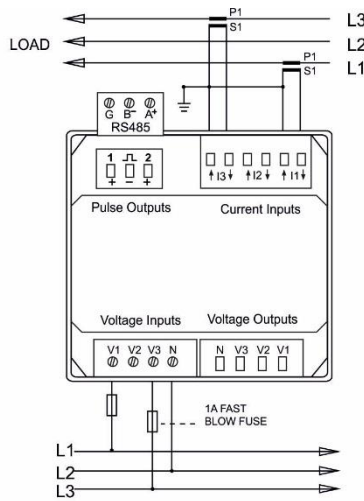 P1
L3
S1
LOAD
L2
P1
L1
S1
G B- A+
RS485
1 2
+ - +
I3 I2 I1
Pulse Outputs
Current Inputs
Voltage Inputs
Voltage Outputs
V1 V2 V3 N
N V3 V2 V1
1A FAST
BLOW FUSE
L1
L2
L3